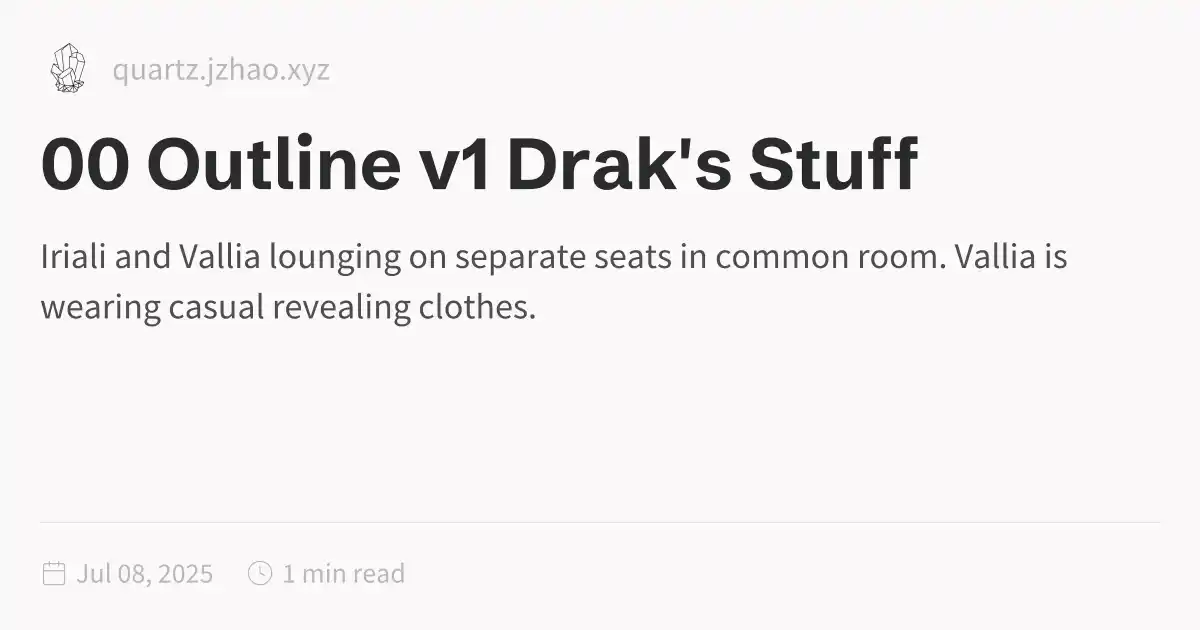 quartz.jzhao.xyz
00 Outline v1 Drak's Stuff
Iriali and Vallia lounging on separate seats in common room. Vallia is
wearing casual revealing clothes.
Jul 08, 2025 1 min read